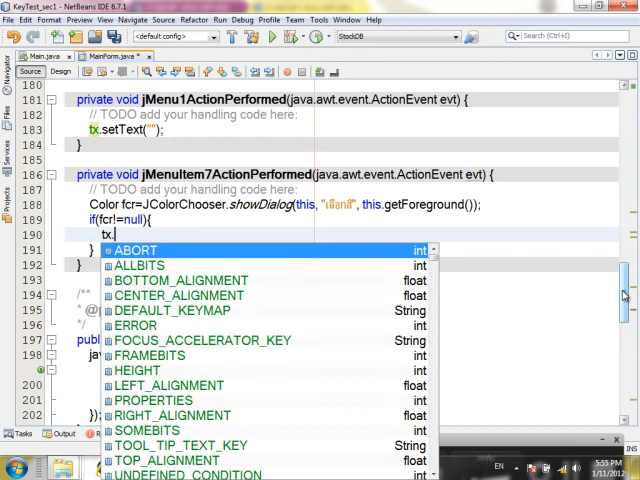 KeyTest_sec1 - NetBeans IDE 6.7.1
File Edit View Navigate Source Refactor Run Debug Profile Team Tools Window Help
<default config> StockDB Search (Ctrl+I)
Main.java MainForm.java *
Source Design
Navigator
Files
Services
Projects
180
181 private void jMenu1ActionPerformed(java.awt.event.ActionEvent evt) {
182 // TODO add your handling code here:
183 tx.setText("");
184 }
185
186 private void jMenuItem7ActionPerformed(java.awt.event.ActionEvent evt) {
187 // TODO add your handling code here:
188 Color fcr=JColorChooser.showDialog(this, "เลือกสี", this.getForeground());
189 if(fcr!=null){
190 tx.
191 }
192 }
193
194 /**
195 * @p
196 */
197 publ
198 jav
200
201
202 });
ABORT int
ALLBITS int
BOTTOM_ALIGNMENT float
CENTER_ALIGNMENT float
DEFAULT_KEYMAP String
ERROR int
FOCUS_ACCELERATOR_KEY String
FRAMEBITS int
HEIGHT int
LEFT_ALIGNMENT float
PROPERTIES int
RIGHT_ALIGNMENT float
SOMEBITS int
TOOL_TIP_TEXT_KEY String
TOP_ALIGNMENT float
UNDEFINED_CONDITION int
Tasks Output
INS
EN
5:55 PM
1/11/2012